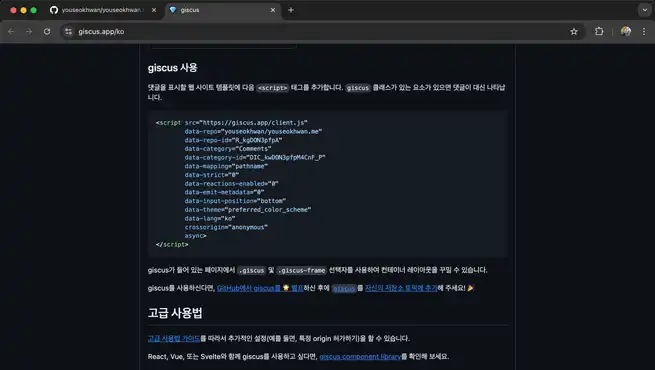 youseokhwan/youseokhwan.
giscus
giscus.app/ko
giscus 사용
댓글을 표시할 웹 사이트 템플릿에 다음 <script> 태그를 추가합니다. giscus 클래스가 있는 요소가 있으면 댓글이 대신 나타납
니다.
<script src="https://giscus.app/client.js"
data-repo="youseokhwan/youseokhwan.me"
data-repo-id="R_kgDON3pfpA"
data-category="Comments"
data-category-id="DIC_kwDON3pfpM4CnF_P"
data-mapping="pathname"
data-strict="0"
data-reactions-enabled="0"
data-emit-metadata="0"
data-input-position="bottom"
data-theme="preferred_color_scheme"
data-lang="ko"
crossorigin="anonymous"
async>
</script>
giscus가 들어 있는 페이지에서 .giscus 및 .giscus-frame 선택자를 사용하여 컨테이너 레이아웃을 꾸밀 수 있습니다.
giscus를 사용하신다면, GitHub에서 giscus를 🌟 별표하신 후에 giscus를 자신의 저장소 토픽에 추가해 주세요! 🎉
고급 사용법
고급 사용법 가이드를 따라서 추가적인 설정(예를 들면, 특정 origin 허가하기)을 할 수 있습니다.
React, Vue, 또는 Svelte와 함께 giscus를 사용하고 싶다면, giscus component library를 확인해 보세요.